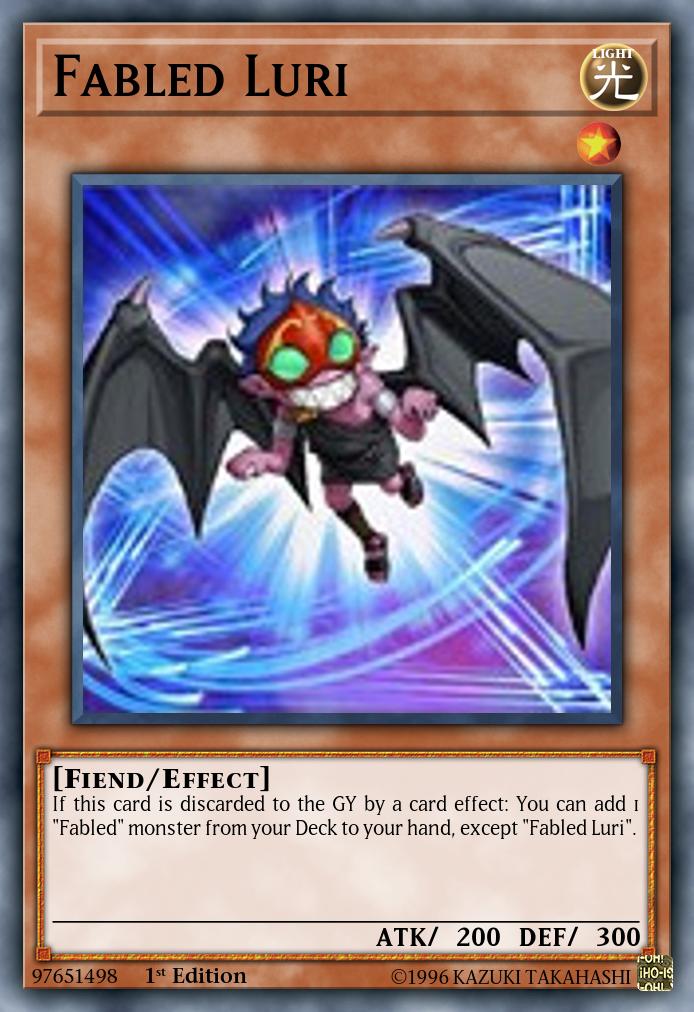 Fabled Luri
LIGHT
光
[Fiend/Effect]
If this card is discarded to the GY by a card effect: You can add 1
"Fabled" monster from your Deck to your hand, except "Fabled Luri".
ATK/ 200 DEF/ 300
97651498 1st Edition ©1996 KAZUKI TAKAHASHI